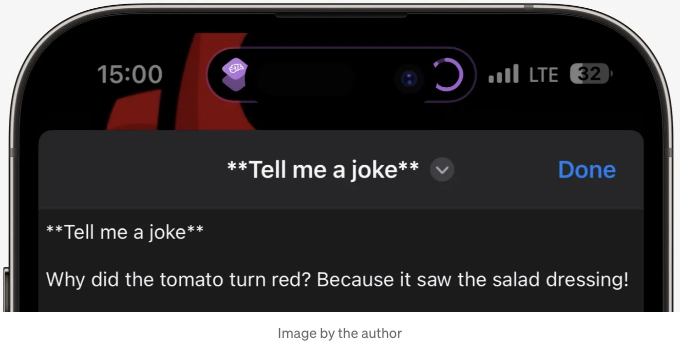 15:00
LTE 32
**Tell me a joke**
Done
**Tell me a joke**
Why did the tomato turn red? Because it saw the salad dressing!
Image by the author